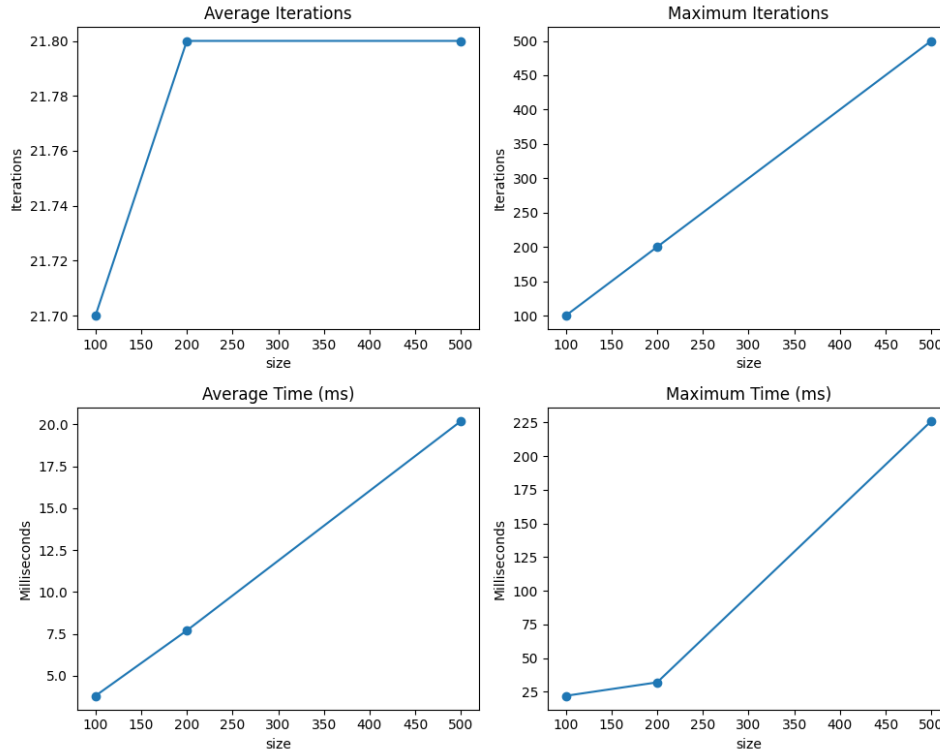 Average Iterations
Iterations
21.80
21.78
21.76
21.74
21.72
21.70
100 150 200 250 300 350 400 450 500
size
Maximum Iterations
Iterations
500
450
400
350
300
250
200
150
100
100 150 200 250 300 350 400 450 500
size
Average Time (ms)
Milliseconds
20.0
17.5
15.0
12.5
10.0
7.5
5.0
100 150 200 250 300 350 400 450 500
size
Maximum Time (ms)
Milliseconds
225
200
175
150
125
100
75
50
25
100 150 200 250 300 350 400 450 500
size